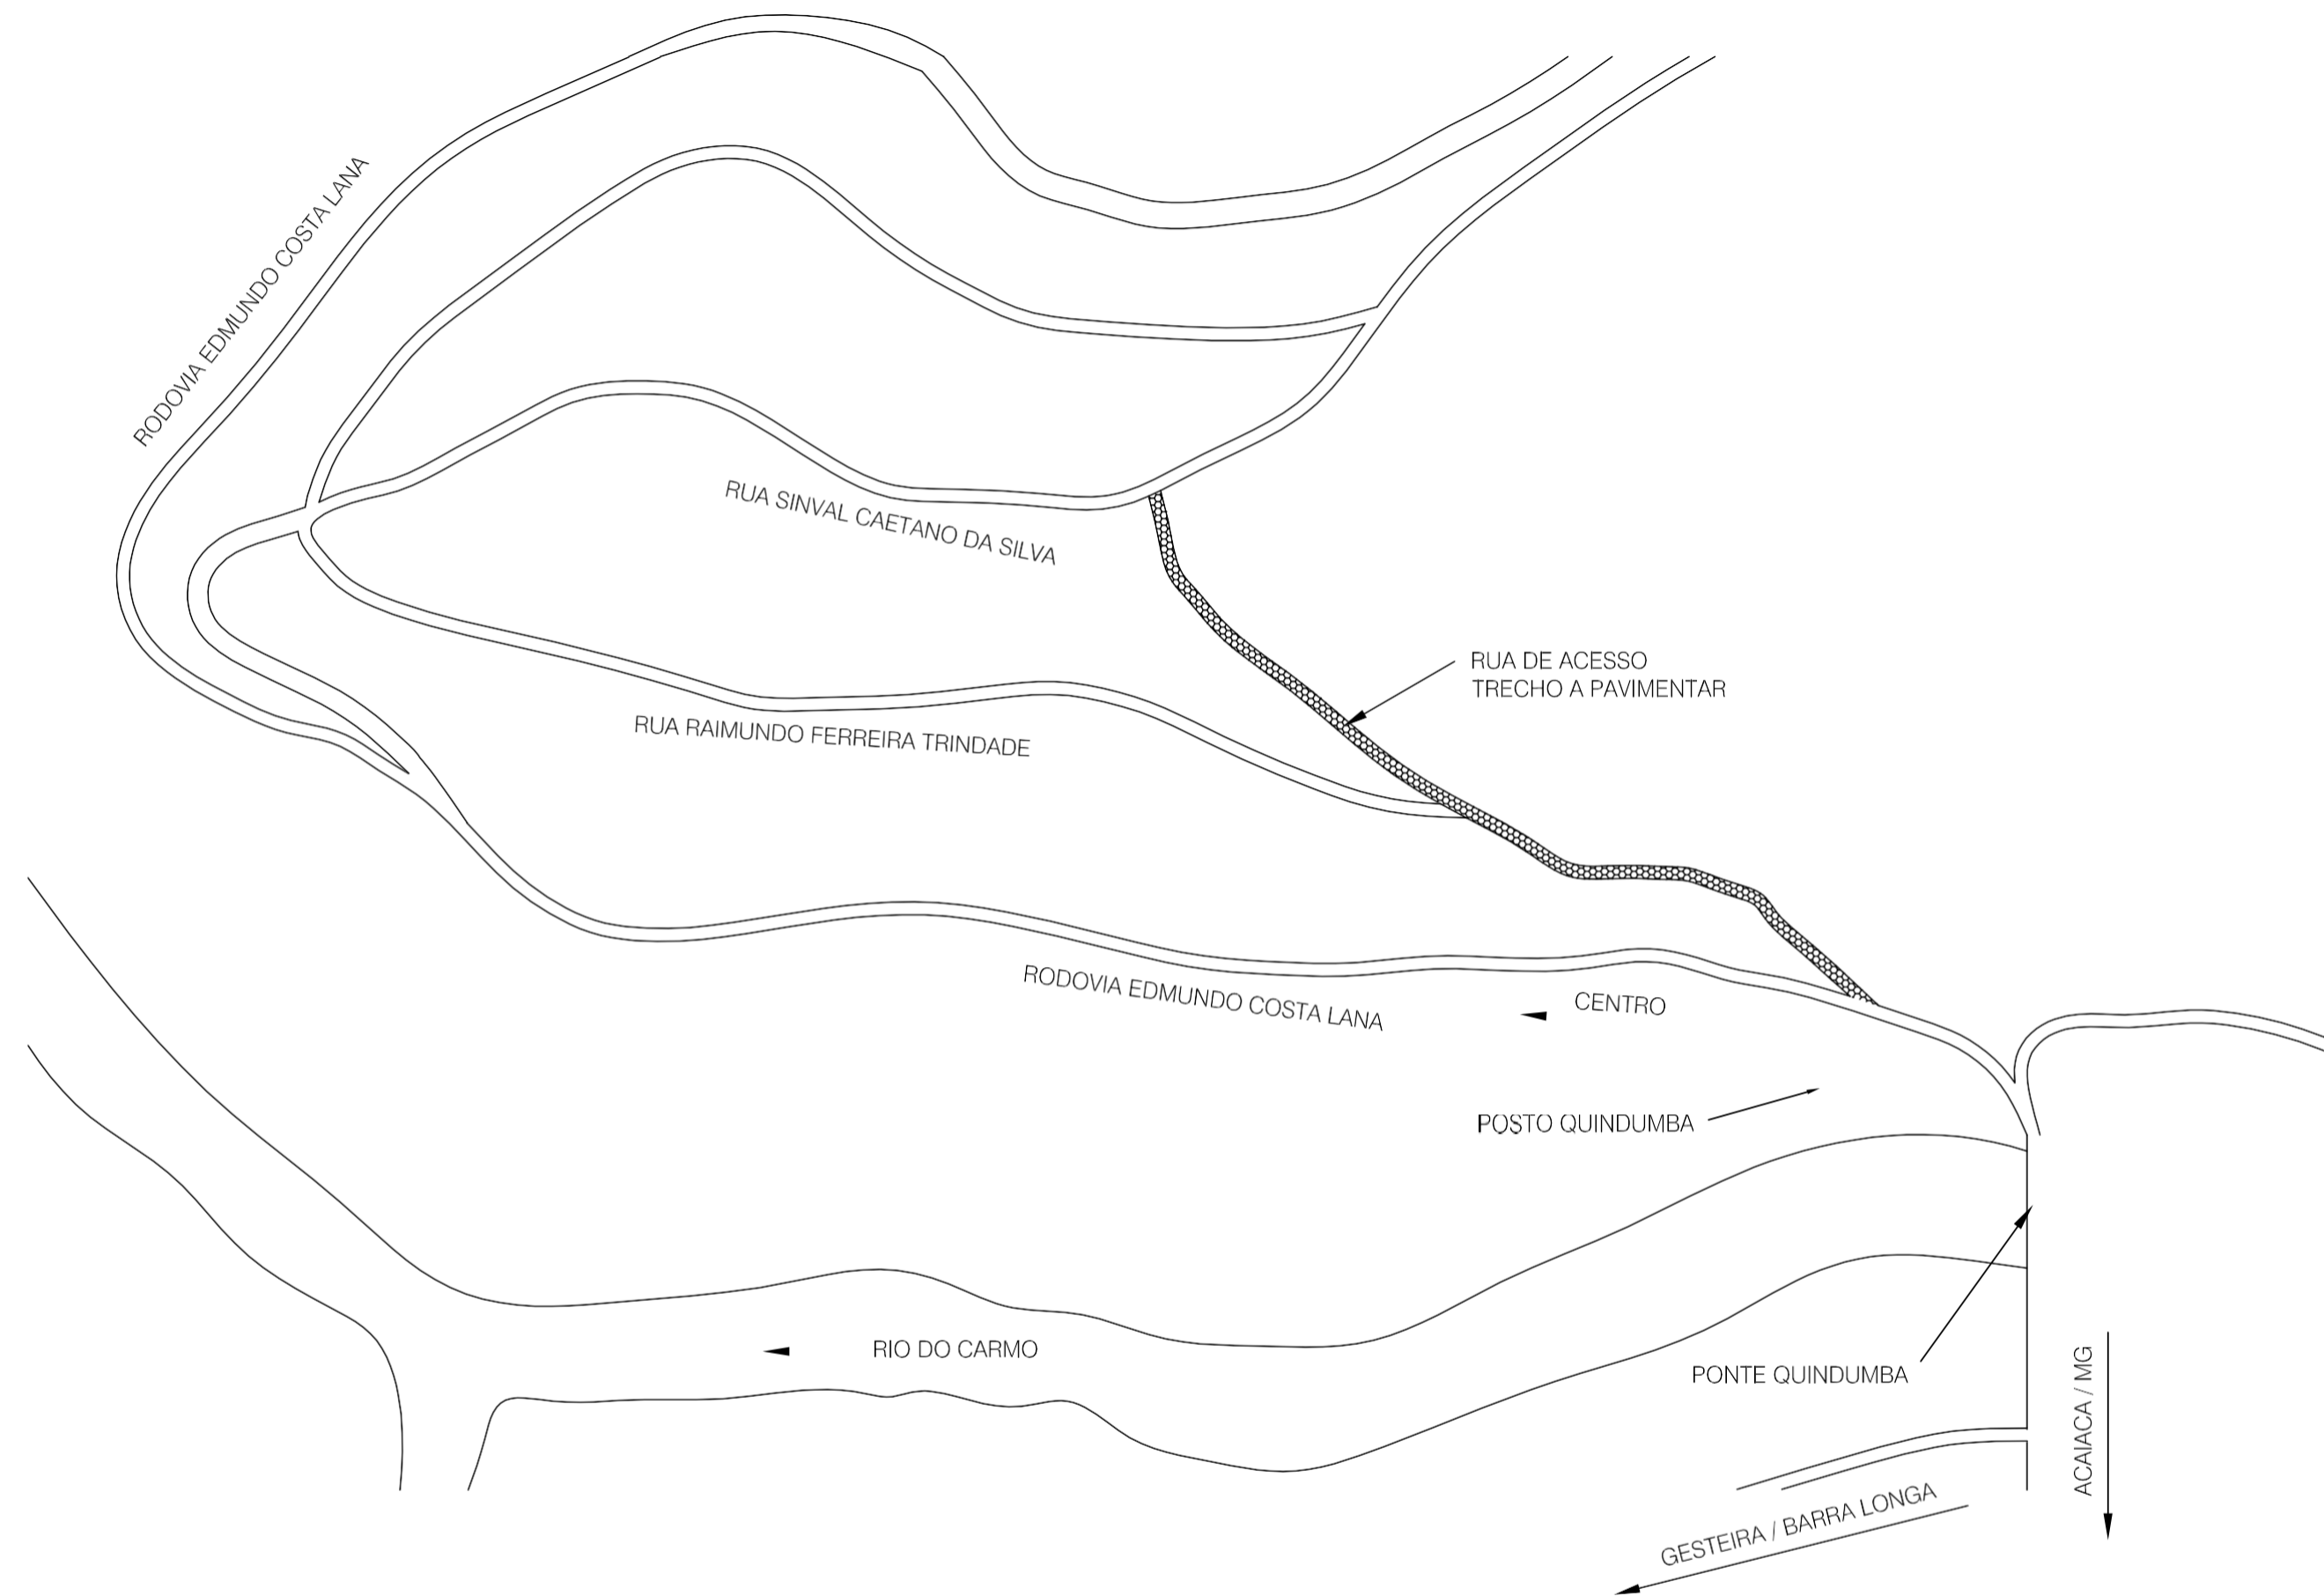 RODOVIA EDMUNDO COSTA LANA
RUA SINVAL CAETANO DA SILVA
RUA DE ACESSO
TRECHO A PAVIMENTAR
RUA RAIMUNDO FERREIRA TRINDADE
RODOVIA EDMUNDO COSTA LANA
CENTRO
POSTO QUINDUMBA
RIO DO CARMO
PONTE QUINDUMBA
ACAIACA / MG
GESTEIRA / BARRA LONGA